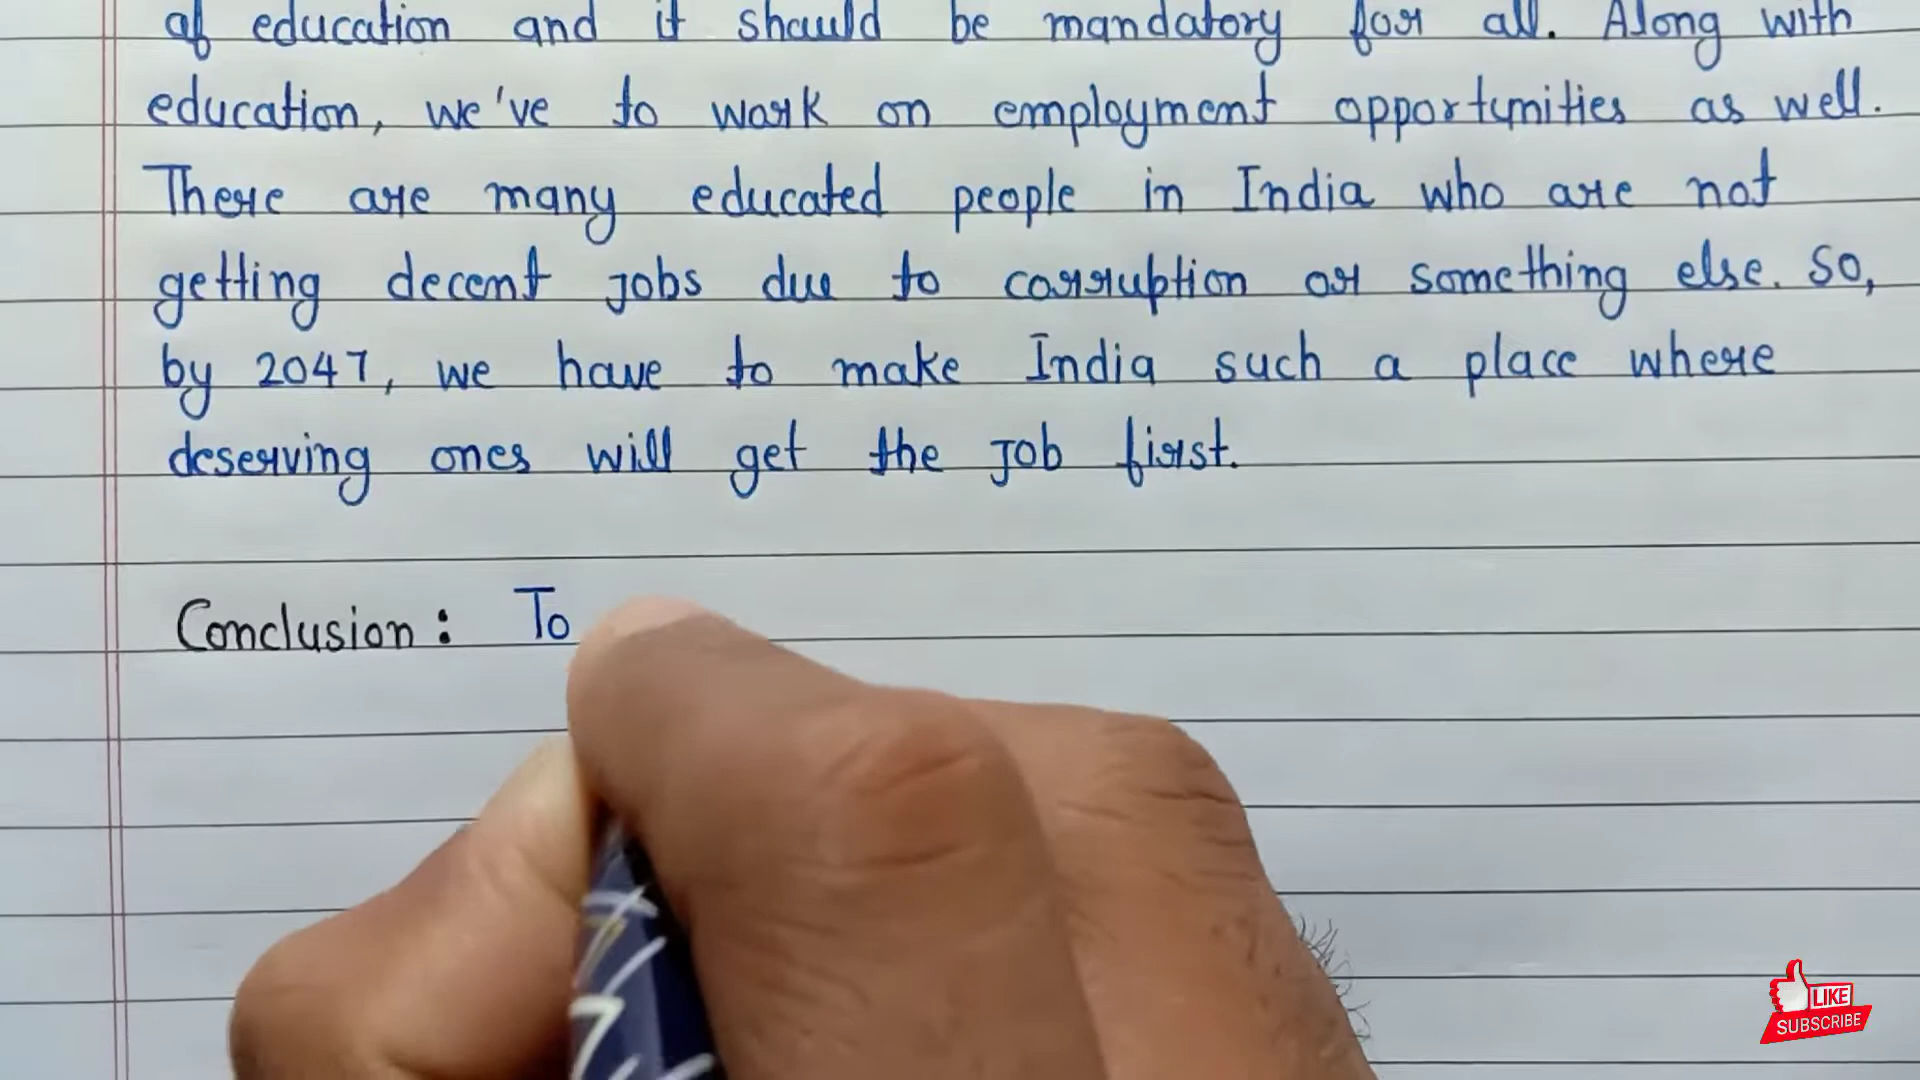 of education and it should be mandatory for all. Along with
education, we've to work on employment opportunities as well.
There are many educated people in India who are not
getting decent jobs due to corruption or something else. So,
by 2047, we have to make India such a place where
deserving ones will get the job first.
Conclusion: To
LIKE
SUBSCRIBE